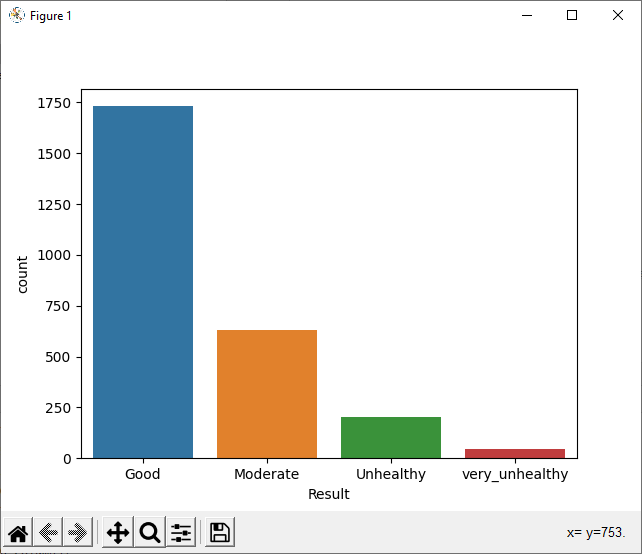 Figure 1
1750
1500
1250
1000
750
500
250
0
count
Good Moderate Unhealthy very_unhealthy
Result
x= y=753.